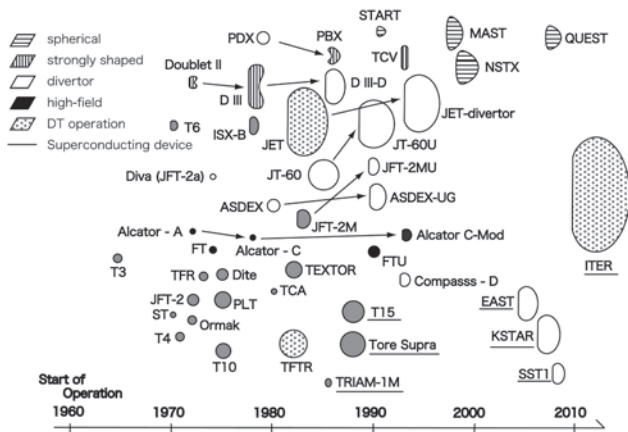 spherical
strongly shaped
divertor
high-field
DT operation
Superconducting device
START
PDX
PBX
MAST
QUEST
Doublet II
TCV
NSTX
D III
D III-D
T6
ISX-B
JET
JET-divertor
JT-60U
JT-60
JFT-2MU
Diva (JFT-2a)
ASDEX
ASDEX-UG
JFT-2M
Alcator - A
Alcator - C
Alcator C-Mod
FT
FTU
ITER
T3
TFR
Dite
TEXTOR
Compasss - D
TCA
JFT-2
PLT
EAST
ST
Ormak
T15
KSTAR
T4
T10
TFTR
Tore Supra
SST1
TRIAM-1M
Start of
Operation
1960 1970 1980 1990 2000 2010